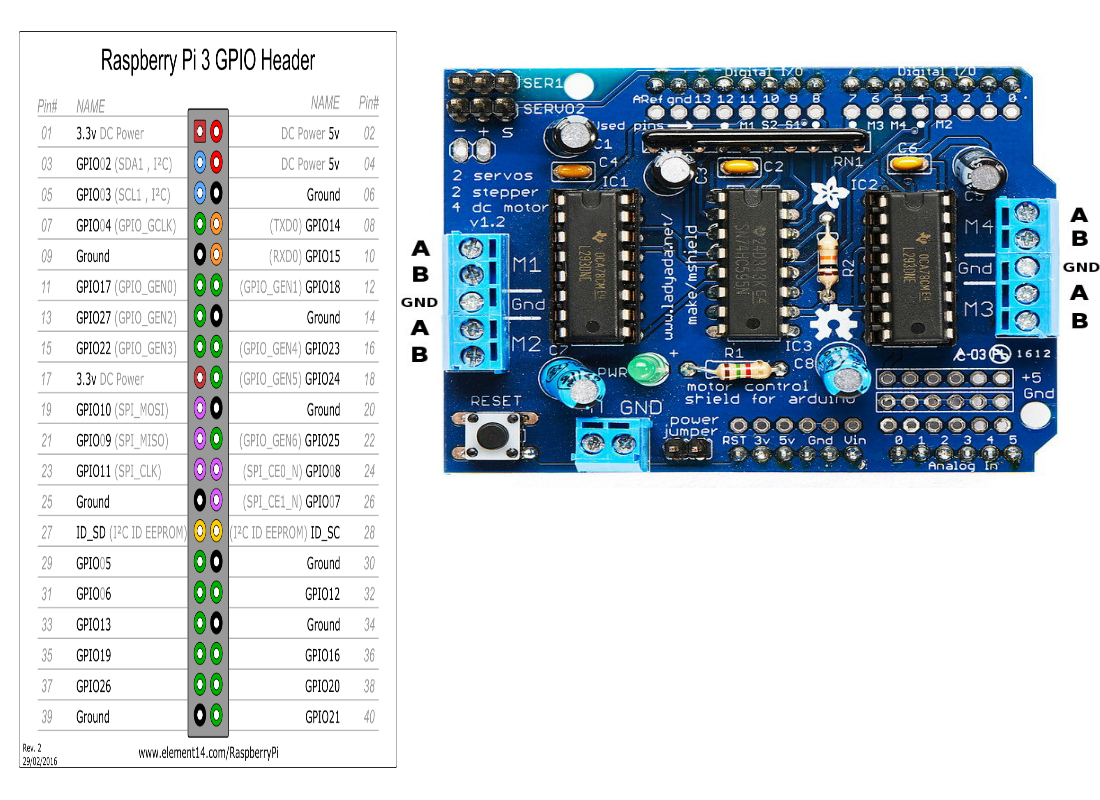 Raspberry Pi 3 GPIO Header
Pin# NAME NAME Pin#
01 3.3v DC Power DC Power 5v 02
03 GPIO02 (SDA1 , I²C) DC Power 5v 04
05 GPIO03 (SCL1 , I²C) Ground 06
07 GPIO04 (GPIO_GCLK) (TXD0) GPIO14 08
09 Ground (RXD0) GPIO15 10
11 GPIO17 (GPIO_GEN0) (GPIO_GEN1) GPIO18 12
13 GPIO27 (GPIO_GEN2) Ground 14
15 GPIO22 (GPIO_GEN3) (GPIO_GEN4) GPIO23 16
17 3.3v DC Power (GPIO_GEN5) GPIO24 18
19 GPIO10 (SPI_MOSI) Ground 20
21 GPIO09 (SPI_MISO) (GPIO_GEN6) GPIO25 22
23 GPIO11 (SPI_CLK) (SPI_CE0_N) GPIO08 24
25 Ground (SPI_CE1_N) GPIO07 26
27 ID_SD (I²C ID EEPROM) (I²C ID EEPROM) ID_SC 28
29 GPIO05 Ground 30
31 GPIO06 GPIO12 32
33 GPIO13 Ground 34
35 GPIO19 GPIO16 36
37 GPIO26 GPIO20 38
39 Ground GPIO21 40
Rev. 2
29/02/2016
www.element14.com/RaspberryPi
SER1
SERVO2
- + S
Digital I/O Digital I/O
ARef gnd 13 12 11 10 9 8 7 6 5 4 3 2 1 0
Used pins M1 S2 S1 M3 M4 M2
C1
C4
C3
C2
RN1
C6
IC1
IC2
2 servos
2 stepper
4 dc motor
v1.2
A
B
GND
A
B
M1
Gnd
M2
L293DNE
www.ladyada.net/
make/mshield
R2
L293DNE
M4
Gnd
M3
A
B
GND
A
B
C7
PWR
+
R1
IC3
C8
1612
motor control
shield for arduino
RESET
GND
power
jumper
+5
Gnd
RST 3v 5v Gnd Vin
0 1 2 3 4 5
Analog In